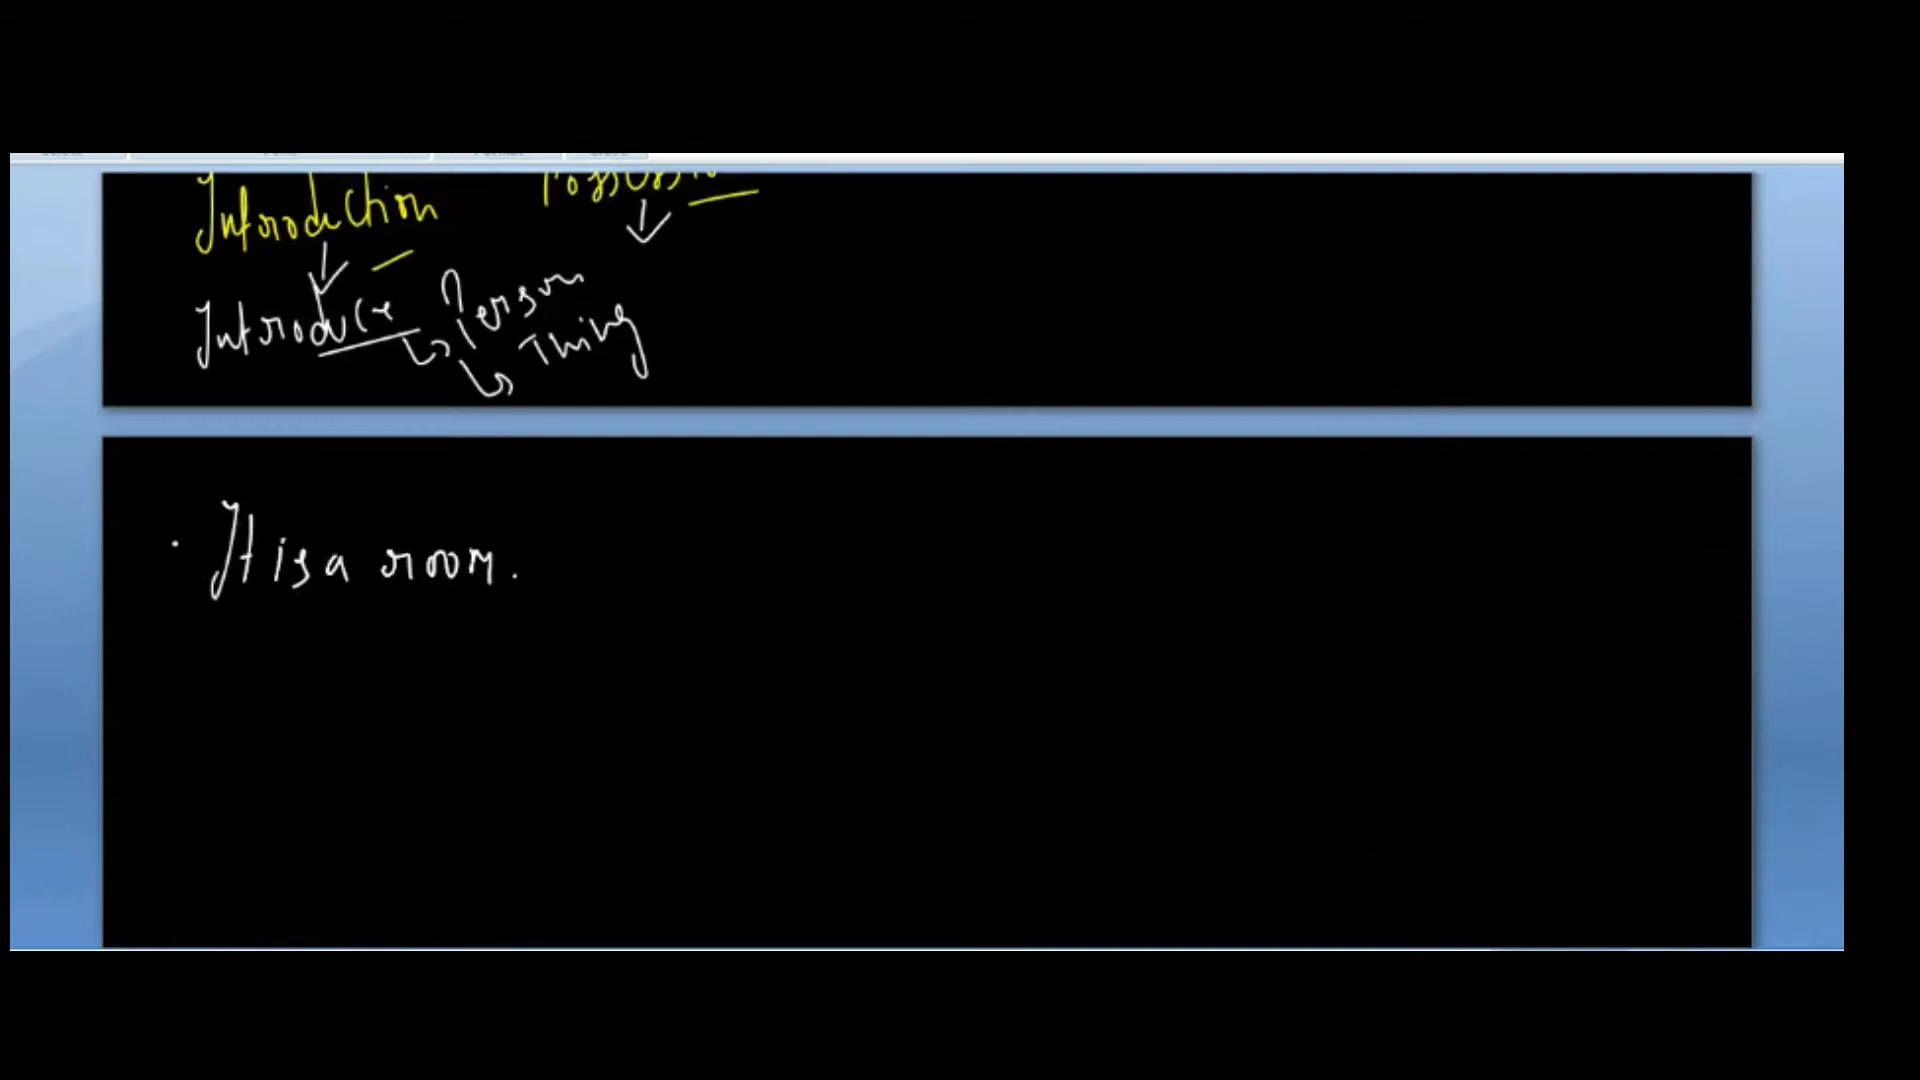 Introduction
Introduce Person
Thing
It is a room.